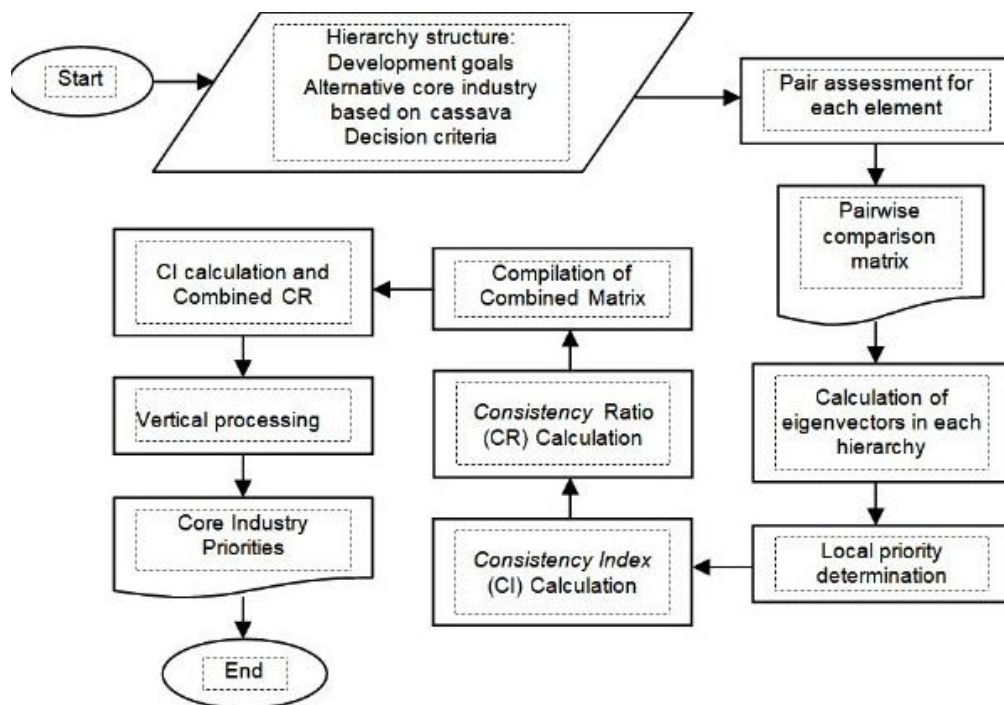 Start
Hierarchy structure:
Development goals
Alternative core industry
based on cassava
Decision criteria
Pair assessment for
each element
Pairwise
comparison
matrix
Calculation of
eigenvectors in each
hierarchy
Local priority
determination
Consistency Index
(CI) Calculation
Consistency Ratio
(CR) Calculation
Compilation of
Combined Matrix
CI calculation and
Combined CR
Vertical processing
Core Industry
Priorities
End